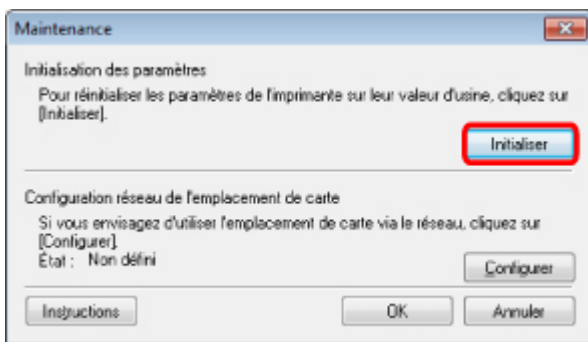 Maintenance
Initialisation des paramètres
Pour réinitialiser les paramètres de l'imprimante sur leur valeur d'usine, cliquez sur
[Initialiser].
Initialiser
Configuration réseau de l'emplacement de carte
Si vous envisagez d'utiliser l'emplacement de carte via le réseau, cliquez sur
[Configurer].
État : Non défini
Configurer
Instructions
OK
Annuler